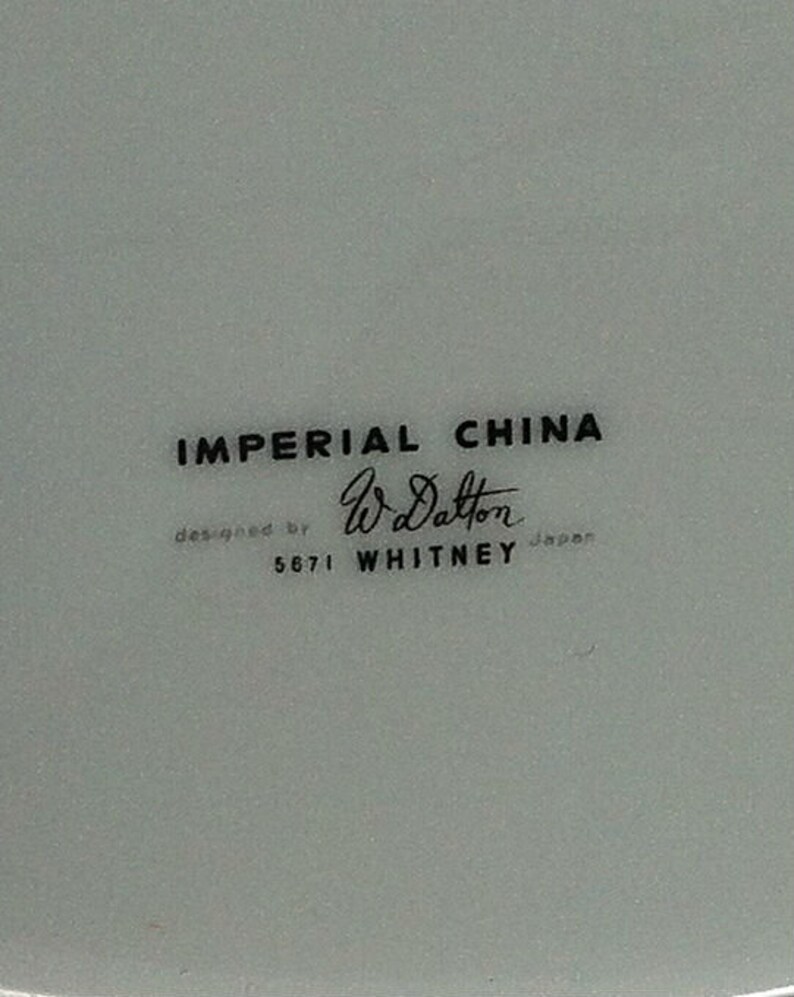 IMPERIAL CHINA
designed by W Dalton Japan
5671 WHITNEY